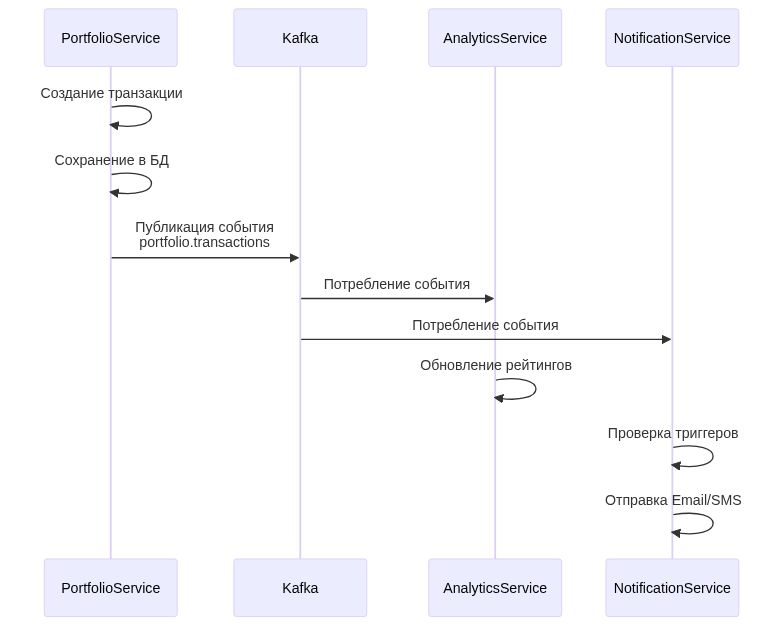 PortfolioService
Kafka
AnalyticsService
NotificationService
Создание транзакции
Сохранение в БД
Публикация события
portfolio.transactions
Потребление события
Потребление события
Обновление рейтингов
Проверка триггеров
Отправка Email/SMS
PortfolioService
Kafka
AnalyticsService
NotificationService